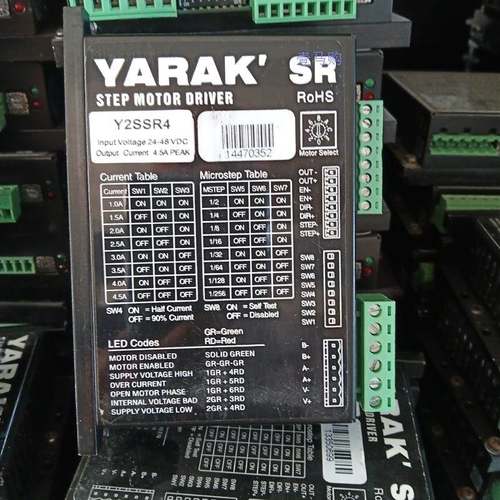 YARAK' SR
STEP MOTOR DRIVER
RoHS
Y2SSR4
Input Voltage 24-48 VDC
Output Current 4.5A PEAK
14470352
Motor Select
Current Table
Current SW1 SW2 SW3
1.0A ON ON ON
1.5A OFF ON ON
2.0A ON OFF ON
2.5A OFF OFF ON
3.0A ON ON OFF
3.5A OFF ON OFF
4.0A ON OFF OFF
4.5A OFF OFF OFF
SW4 ON = Half Current
OFF = 90% Current
Microstep Table
MSTEP SW5 SW6 SW7
1/2 ON ON ON
1/4 OFF ON ON
1/8 ON OFF ON
1/16 OFF OFF ON
1/32 ON ON OFF
1/64 OFF ON OFF
1/128 ON OFF OFF
1/256 OFF OFF OFF
SW8 ON = Self Test
OFF = Disabled
OUT -
OUT+
EN-
EN+
DIR-
DIR+
STEP-
STEP+
SW8
SW7
SW6
SW5
SW4
SW3
SW2
SW1
B-
B+
A-
A+
V-
V+
GR=Green
LED Codes RD=Red
MOTOR DISABLED SOLID GREEN
MOTOR ENABLED GR-GR-GR
SUPPLY VOLTAGE HIGH 1GR + 4RD
OVER CURRENT 1GR + 5RD
OPEN MOTOR PHASE 1GR + 6RD
INTERNAL VOLTAGE BAD 2GR + 3RD
SUPPLY VOLTAGE LOW 2GR + 4RD
YARAK'
YARAK' SR
DRIVER